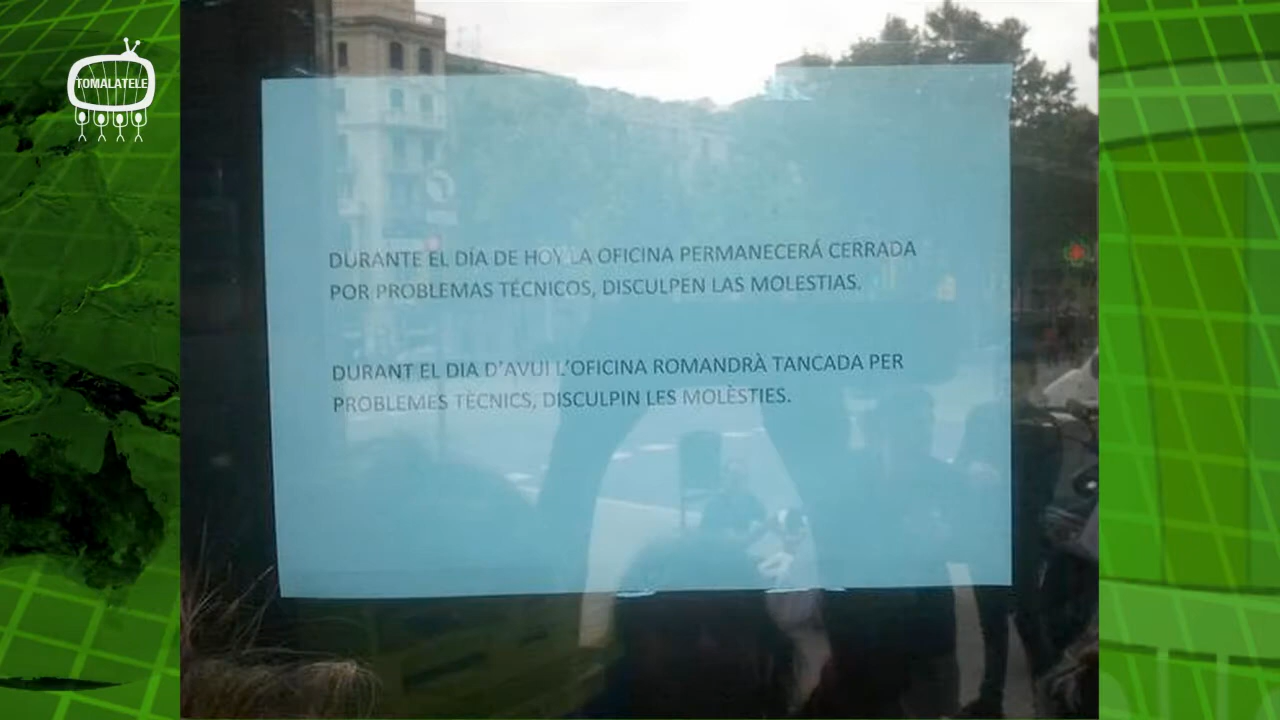 TOMALATELE
DURANTE EL DÍA DE HOY LA OFICINA PERMANECERÁ CERRADA
POR PROBLEMAS TÉCNICOS, DISCULPEN LAS MOLESTIAS.
DURANT EL DIA D'AVUI L'OFICINA ROMANDRÀ TANCADA PER
PROBLEMES TÈCNICS, DISCULPIN LES MOLÈSTIES.